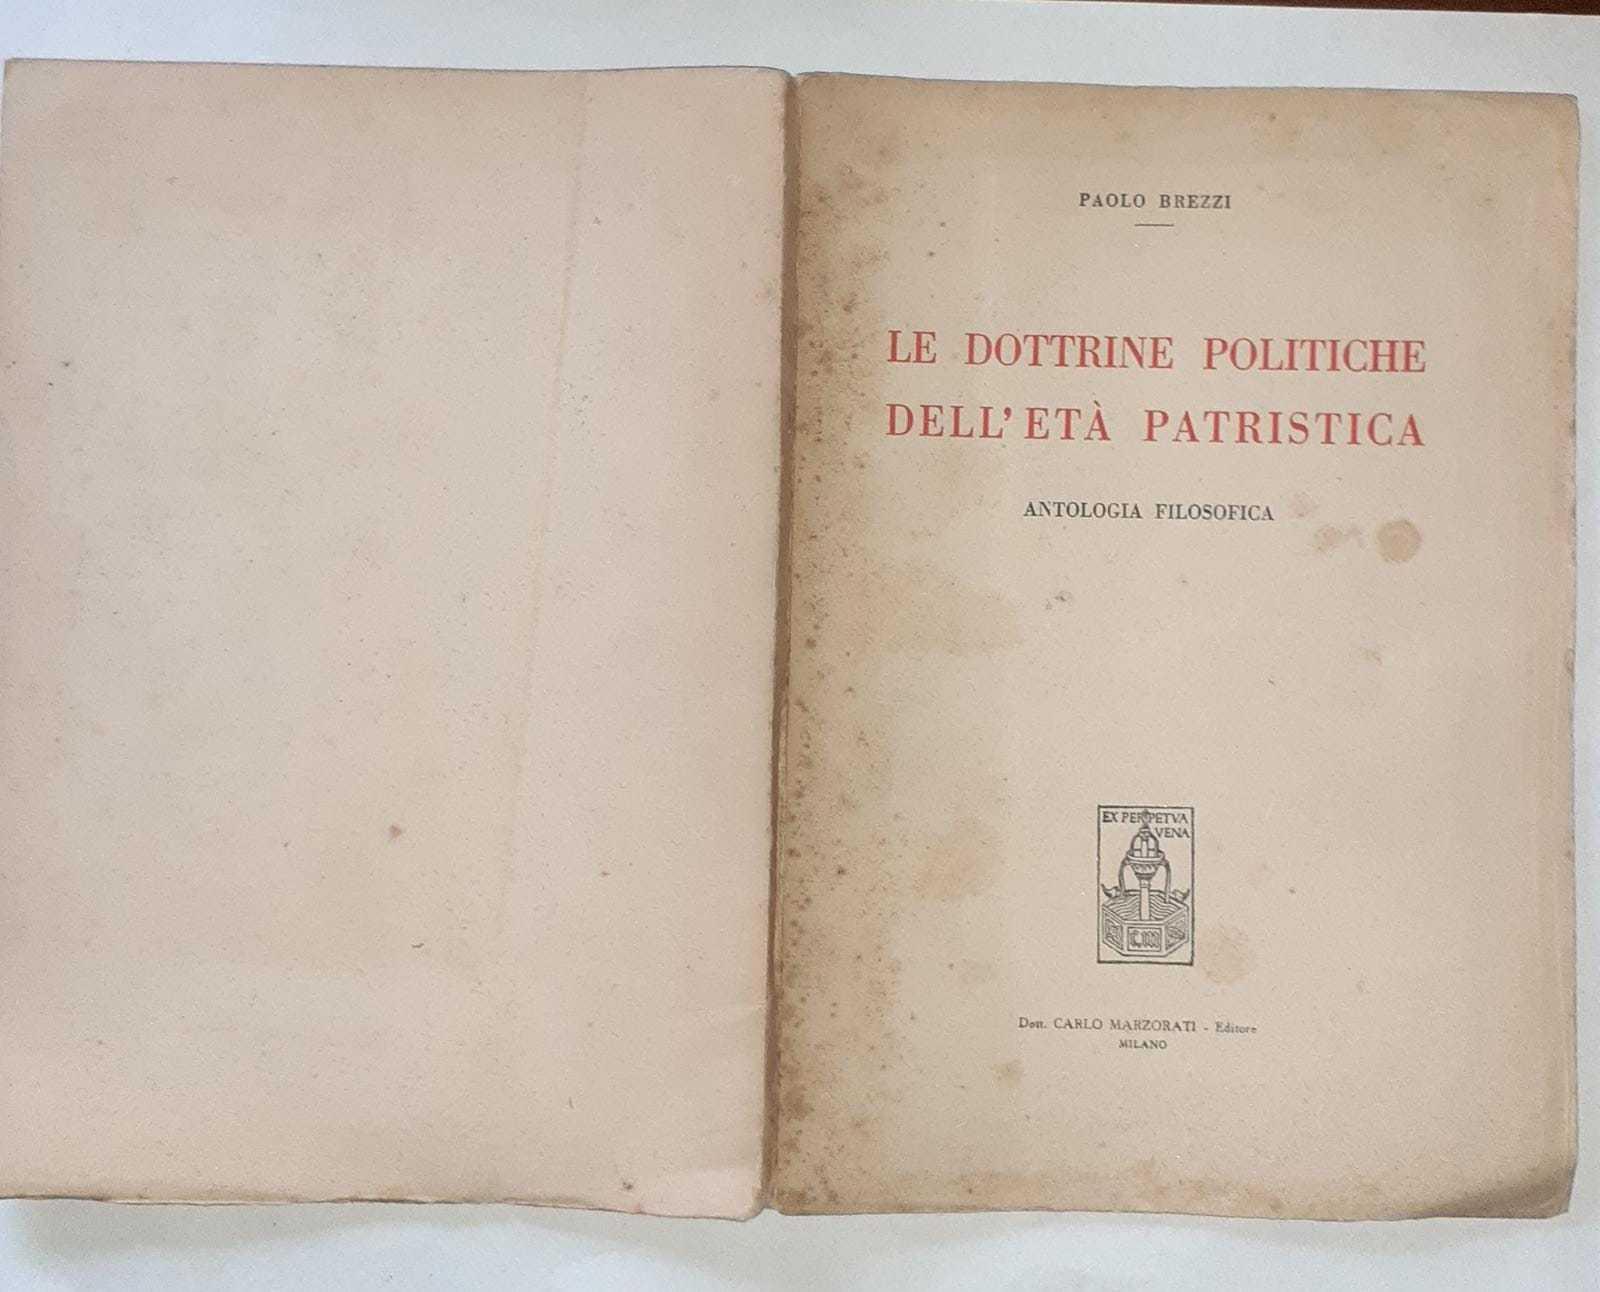 PAOLO BREZZI
LE DOTTRINE POLITICHE
DELL'ETÀ PATRISTICA
ANTOLOGIA FILOSOFICA
EX PERPETVA
VENA
C.M
Dott. CARLO MARZORATI - Editore
MILANO